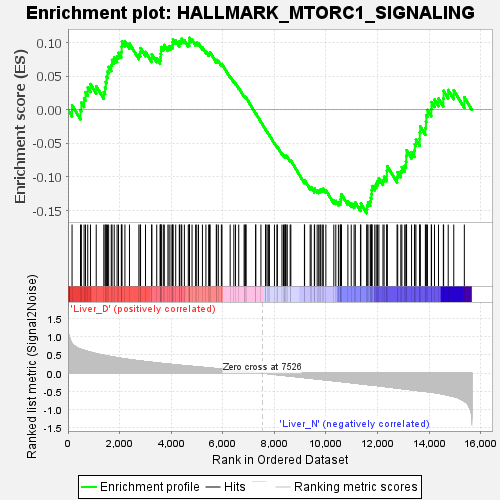 Enrichment plot: HALLMARK_MTORC1_SIGNALING
Enrichment score (ES)
0.10
0.05
0.00
-0.05
-0.10
-0.15
'Liver_D' (positively correlated)
Ranked list metric (Signal2Noise)
1.5
1.0
0.5
0.0
-0.5
-1.0
-1.5
Zero cross at 7526
'Liver_N' (negatively correlated)
0
2,000
4,000
6,000
8,000
10,000
12,000
14,000
16,000
Rank in Ordered Dataset
Enrichment profile
Hits
Ranking metric scores